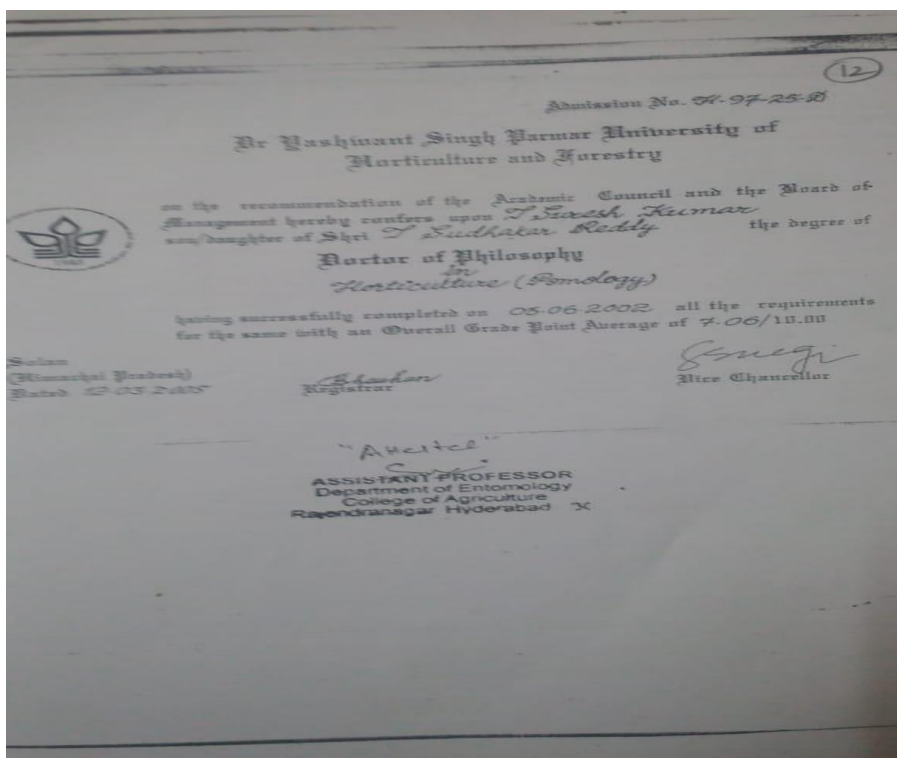 12
Admission No. H-97-25-D
Dr Yashwant Singh Parmar University of
Horticulture and Forestry
on the recommendation of the Academic Council and the Board of
Management hereby confers upon T Suresh Kumar
son/daughter of Shri T Sudhakar Reddy the degree of
Doctor of Philosophy
in
Horticulture (Pomology)
having successfully completed on 05-06-2002 all the requirements
for the same with an Overall Grade Point Average of 7.06/10.00
Solan
(Himachal Pradesh)
Dated 12-03-2005
Registrar
Vice Chancellor
"Attested"
ASSISTANT PROFESSOR
Department of Entomology
College of Agriculture
Rajendranagar Hyderabad